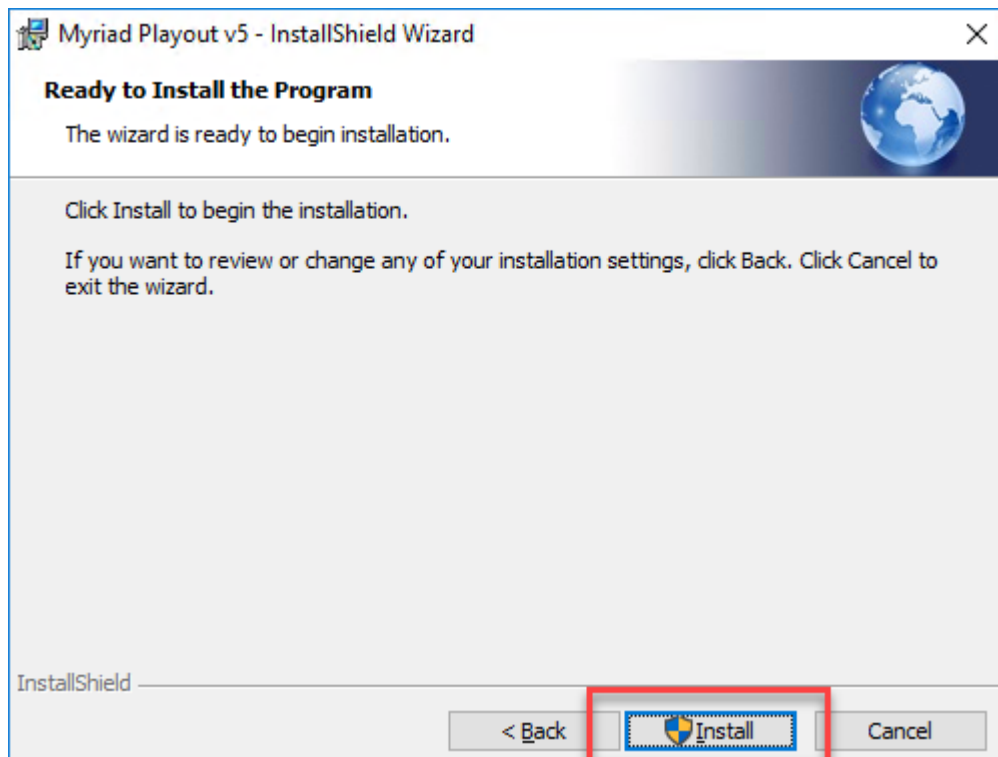 Myriad Playout v5 - InstallShield Wizard
Ready to Install the Program
The wizard is ready to begin installation.
Click Install to begin the installation.
If you want to review or change any of your installation settings, click Back. Click Cancel to
exit the wizard.
InstallShield
< Back
Install
Cancel